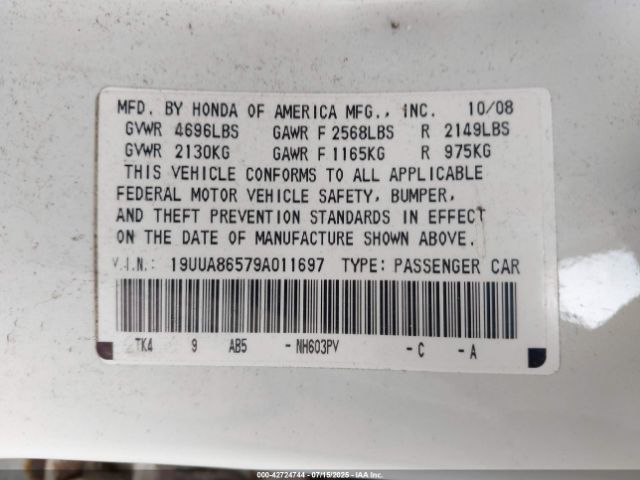 MFD. BY HONDA OF AMERICA MFG., INC. 10/08
GVWR 4696LBS GAWR F 2568LBS R 2149LBS
GVWR 2130KG GAWR F 1165KG R 975KG
THIS VEHICLE CONFORMS TO ALL APPLICABLE
FEDERAL MOTOR VEHICLE SAFETY, BUMPER,
AND THEFT PREVENTION STANDARDS IN EFFECT
ON THE DATE OF MANUFACTURE SHOWN ABOVE.
V.I.N.: 19UUA86579A011697 TYPE: PASSENGER CAR
TK4 9 AB5 -NH603PV -C -A
000-42724744 - 07/15/2025 - IAA Inc.